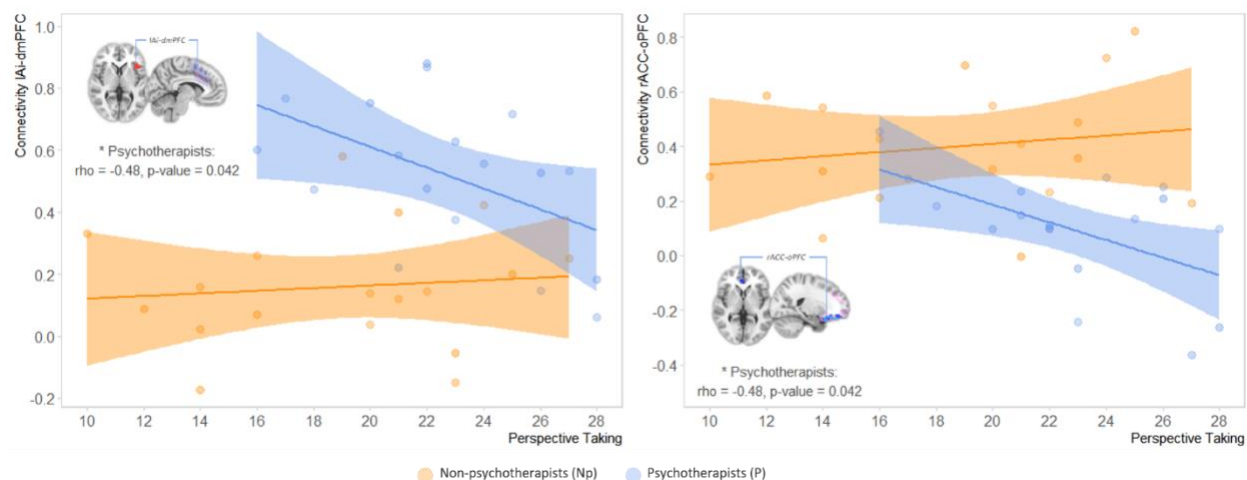 Connectivity lAi-dmPFC
1.0
0.8
0.6
0.4
0.2
0.0
-0.2
lAi-dmPFC
* Psychotherapists:
rho = -0.48, p-value = 0.042
10 12 14 16 18 20 22 24 26 28
Perspective Taking
Connectivity rACC-oPFC
0.8
0.6
0.4
0.2
0.0
-0.2
-0.4
rACC-oPFC
* Psychotherapists:
rho = -0.48, p-value = 0.042
10 12 14 16 18 20 22 24 26 28
Perspective Taking
Non-psychotherapists (Np) Psychotherapists (P)